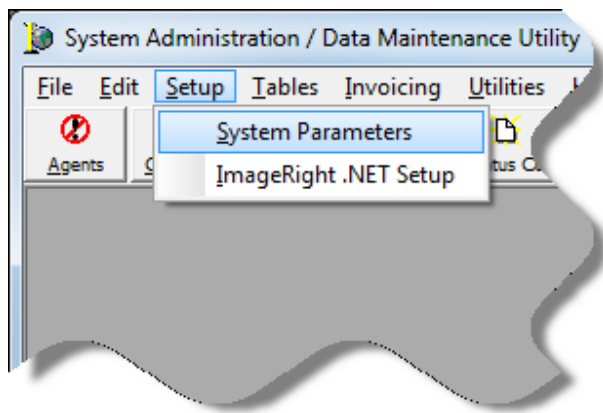 System Administration / Data Maintenance Utility
File Edit Setup Tables Invoicing Utilities
System Parameters
Agents
ImageRight .NET Setup